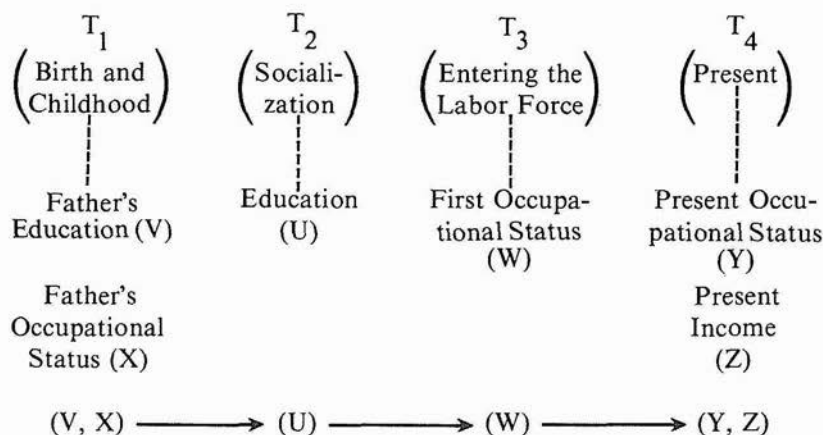 T1 T2 T3 T4
(Birth and Childhood) (Sociali-zation) (Entering the Labor Force) (Present)
Father's Education (V)
Education (U)
First Occupa-
tional Status
(W)
Present Occu-
pational Status
(Y)
Father's
Occupational
Status (X)
Present
Income
(Z)
(V, X) (U) (W) (Y, Z)